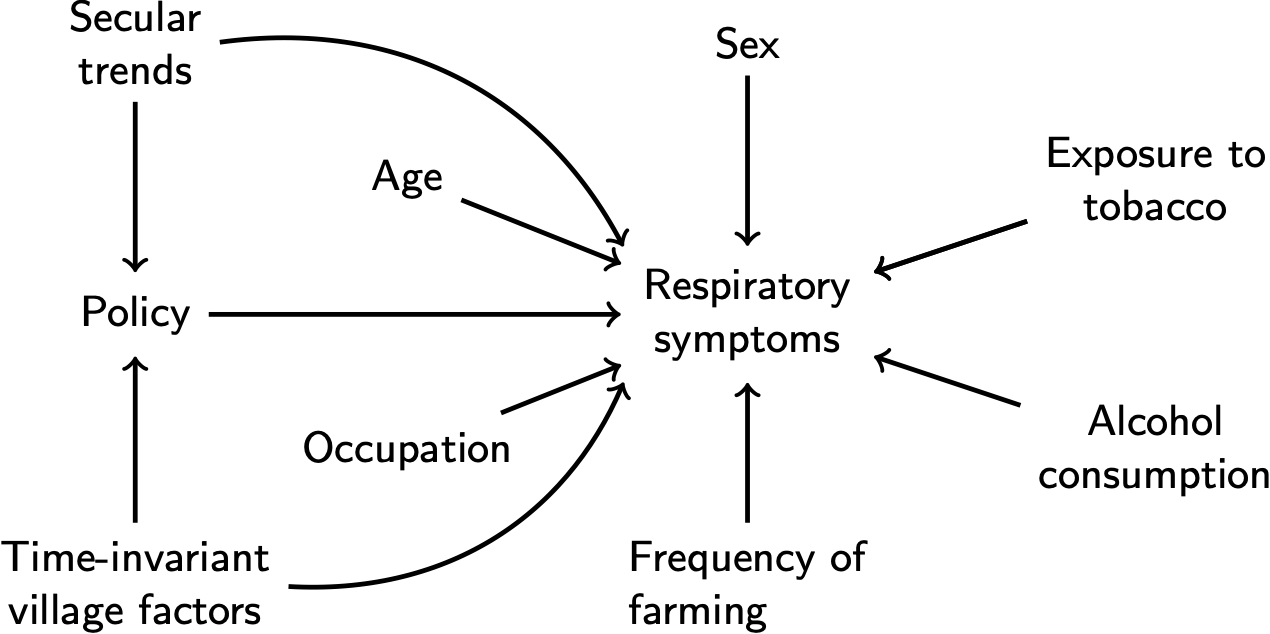 Secular
trends
Sex
Age
Exposure to
tobacco
Policy
Respiratory
symptoms
Occupation
Alcohol
consumption
Time-invariant
village factors
Frequency of
farming